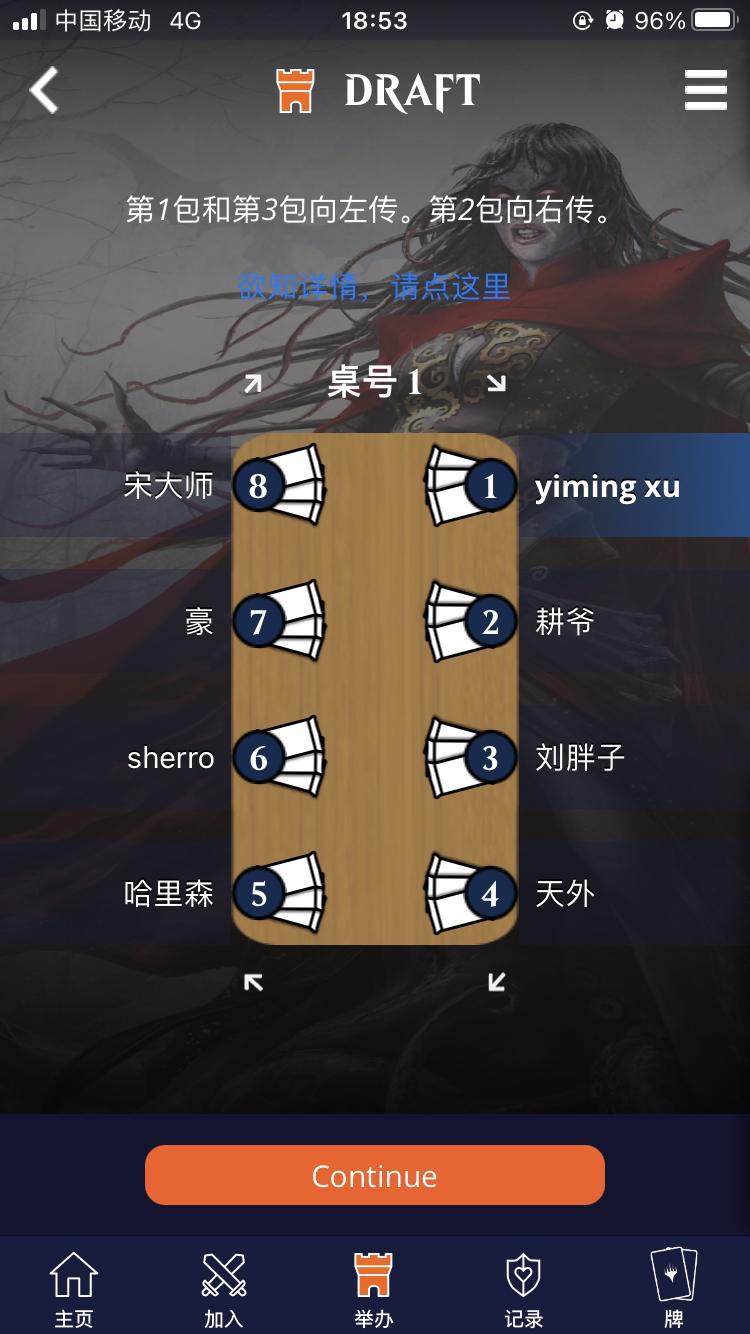 中国移动 4G 18:53 96%
DRAFT
第1包和第3包向左传。第2包向右传。
欲知详情，请点这里
桌号 1
宋大师 8 1 yiming xu
豪 7 2 耕爷
sherro 6 3 刘胖子
哈里森 5 4 天外
Continue
主页 加入 举办 记录 牌